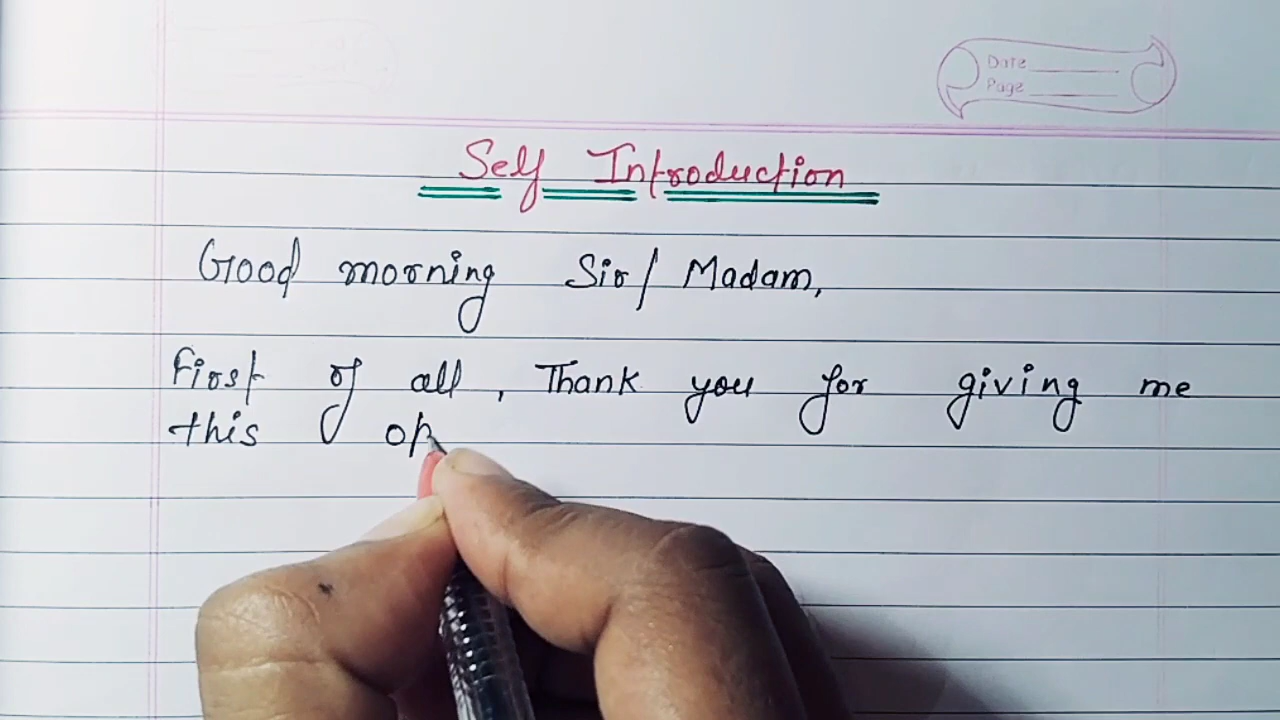 Date
Page
Self Introduction
Good morning Sir/ Madam,
First of all, Thank you for giving me
this op